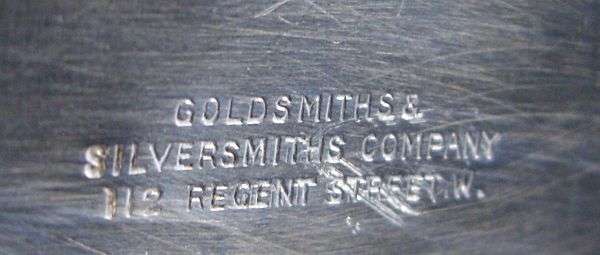 GOLDSMITHS &
SILVERSMITHS COMPANY
112 REGENT STREET.W.